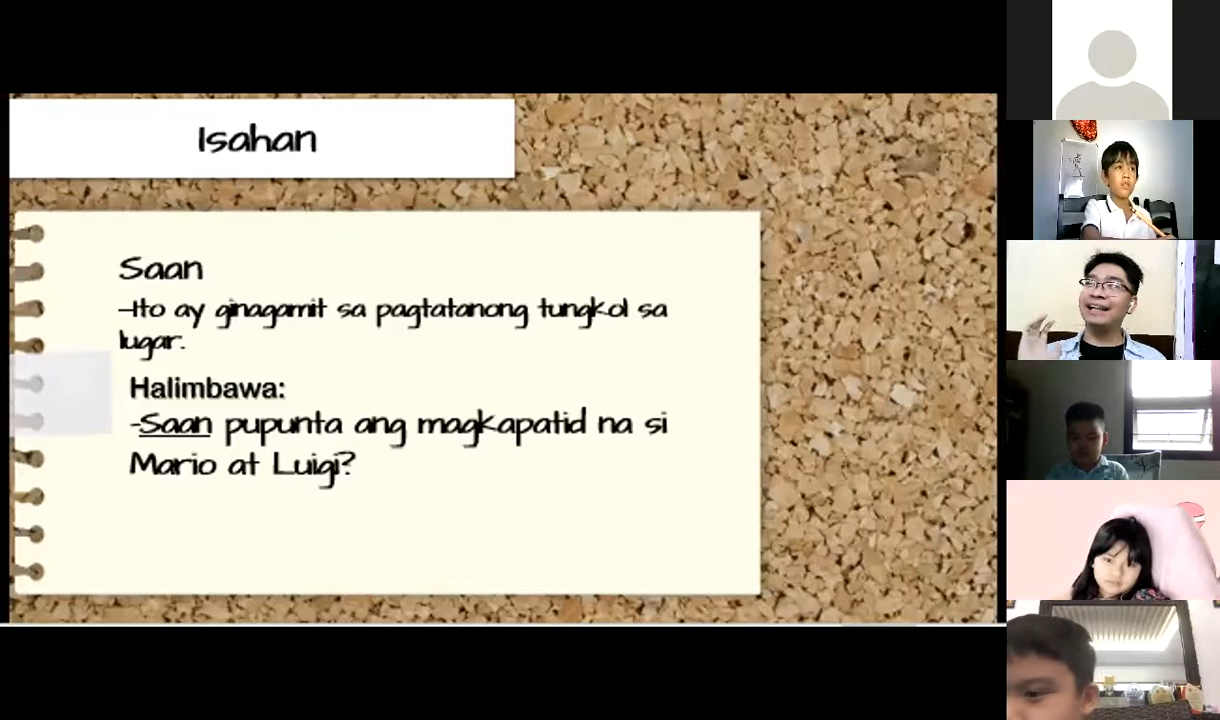 Isahan
Saan
-Ito ay ginagamit sa pagtatanong tungkol sa
lugar.
Halimbawa:
-Saan pupunta ang magkapatid na si
Mario at Luigi?